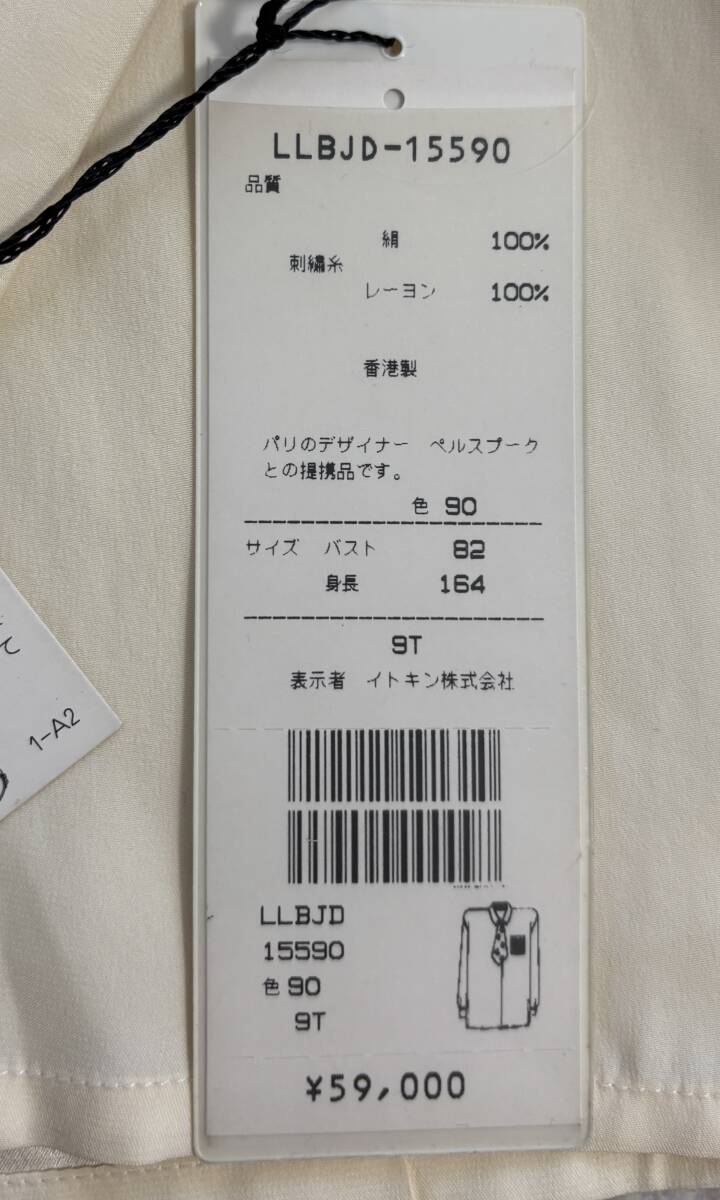 LLBJD-15590
品質
絹 100%
刺繍糸
レーヨン 100%
香港製
パリのデザイナー ペルスプーク
との提携品です。
色 90
サイズ バスト 82
身長 164
9T
表示者 イトキン株式会社
LLBJD
15590
色 90
9T
¥59,000
て
1-A2